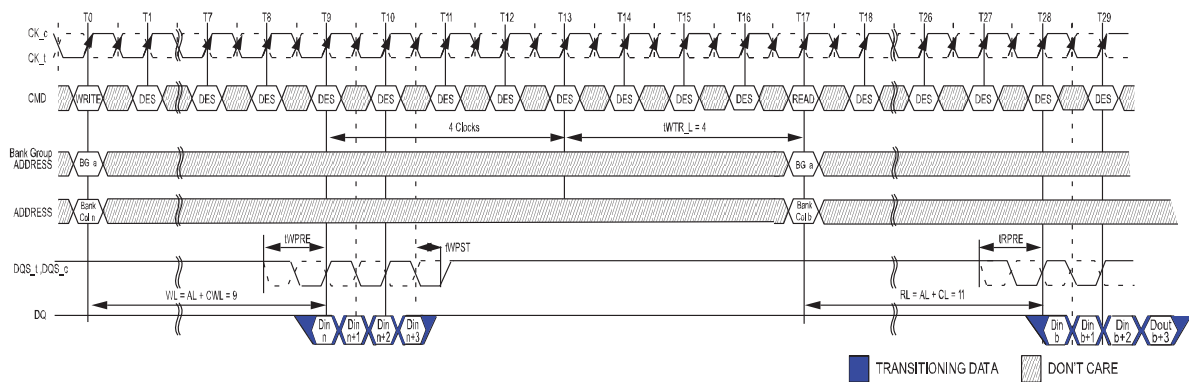 T0 T1 T7 T8 T9 T10 T11 T12 T13 T14 T15 T16 T17 T18 T26 T27 T28 T29
CK_c
CK_t
CMD WRITE DES DES DES DES DES DES DES DES DES DES DES READ DES DES DES DES DES
4 Clocks tWTR_L = 4
Bank Group
ADDRESS BG a BG a
ADDRESS Bank Col n Bank Col b
tWPRE tWPST tRPRE
DQS_t ,DQS_c
WL = AL + CWL = 9 RL = AL + CL = 11
DQ Din n Din n+1 Din n+2 Din n+3 Din b Din b+1 Din b+2 Dout b+3
TRANSITIONING DATA DON'T CARE